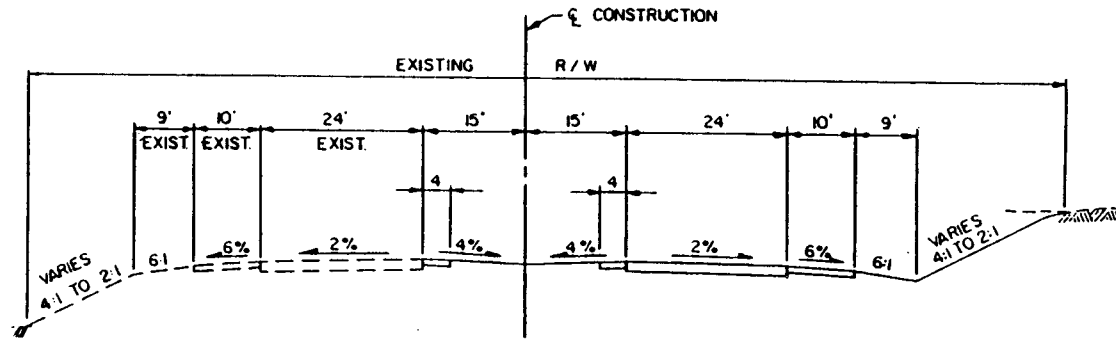 ℄ CONSTRUCTION
EXISTING R/W
9' 10' 24' 15' 15' 24' 10' 9'
EXIST. EXIST. EXIST.
4 4
VARIES
4:1 TO 2:1
6:1 6% 2% 4% 4% 2% 6% 6:1
VARIES
4:1 TO 2:1